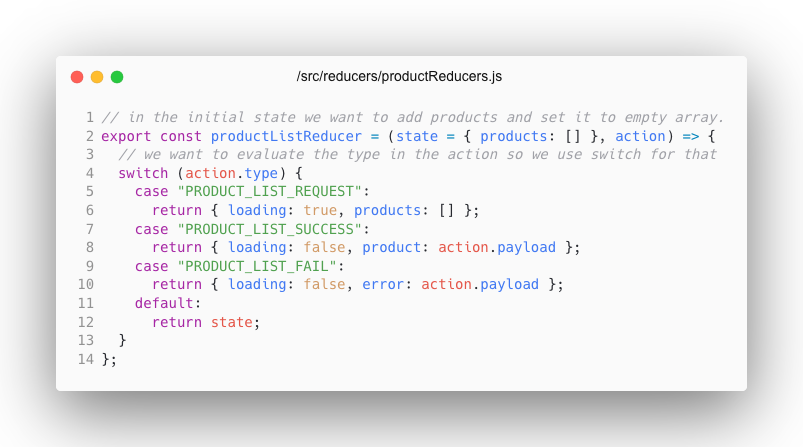 /src/reducers/productReducers.js
1 // in the initial state we want to add products and set it to empty array.
2 export const productListReducer = (state = { products: [] }, action) => {
3   // we want to evaluate the type in the action so we use switch for that
4   switch (action.type) {
5     case "PRODUCT_LIST_REQUEST":
6       return { loading: true, products: [] };
7     case "PRODUCT_LIST_SUCCESS":
8       return { loading: false, product: action.payload };
9     case "PRODUCT_LIST_FAIL":
10       return { loading: false, error: action.payload };
11     default:
12       return state;
13   }
14 };